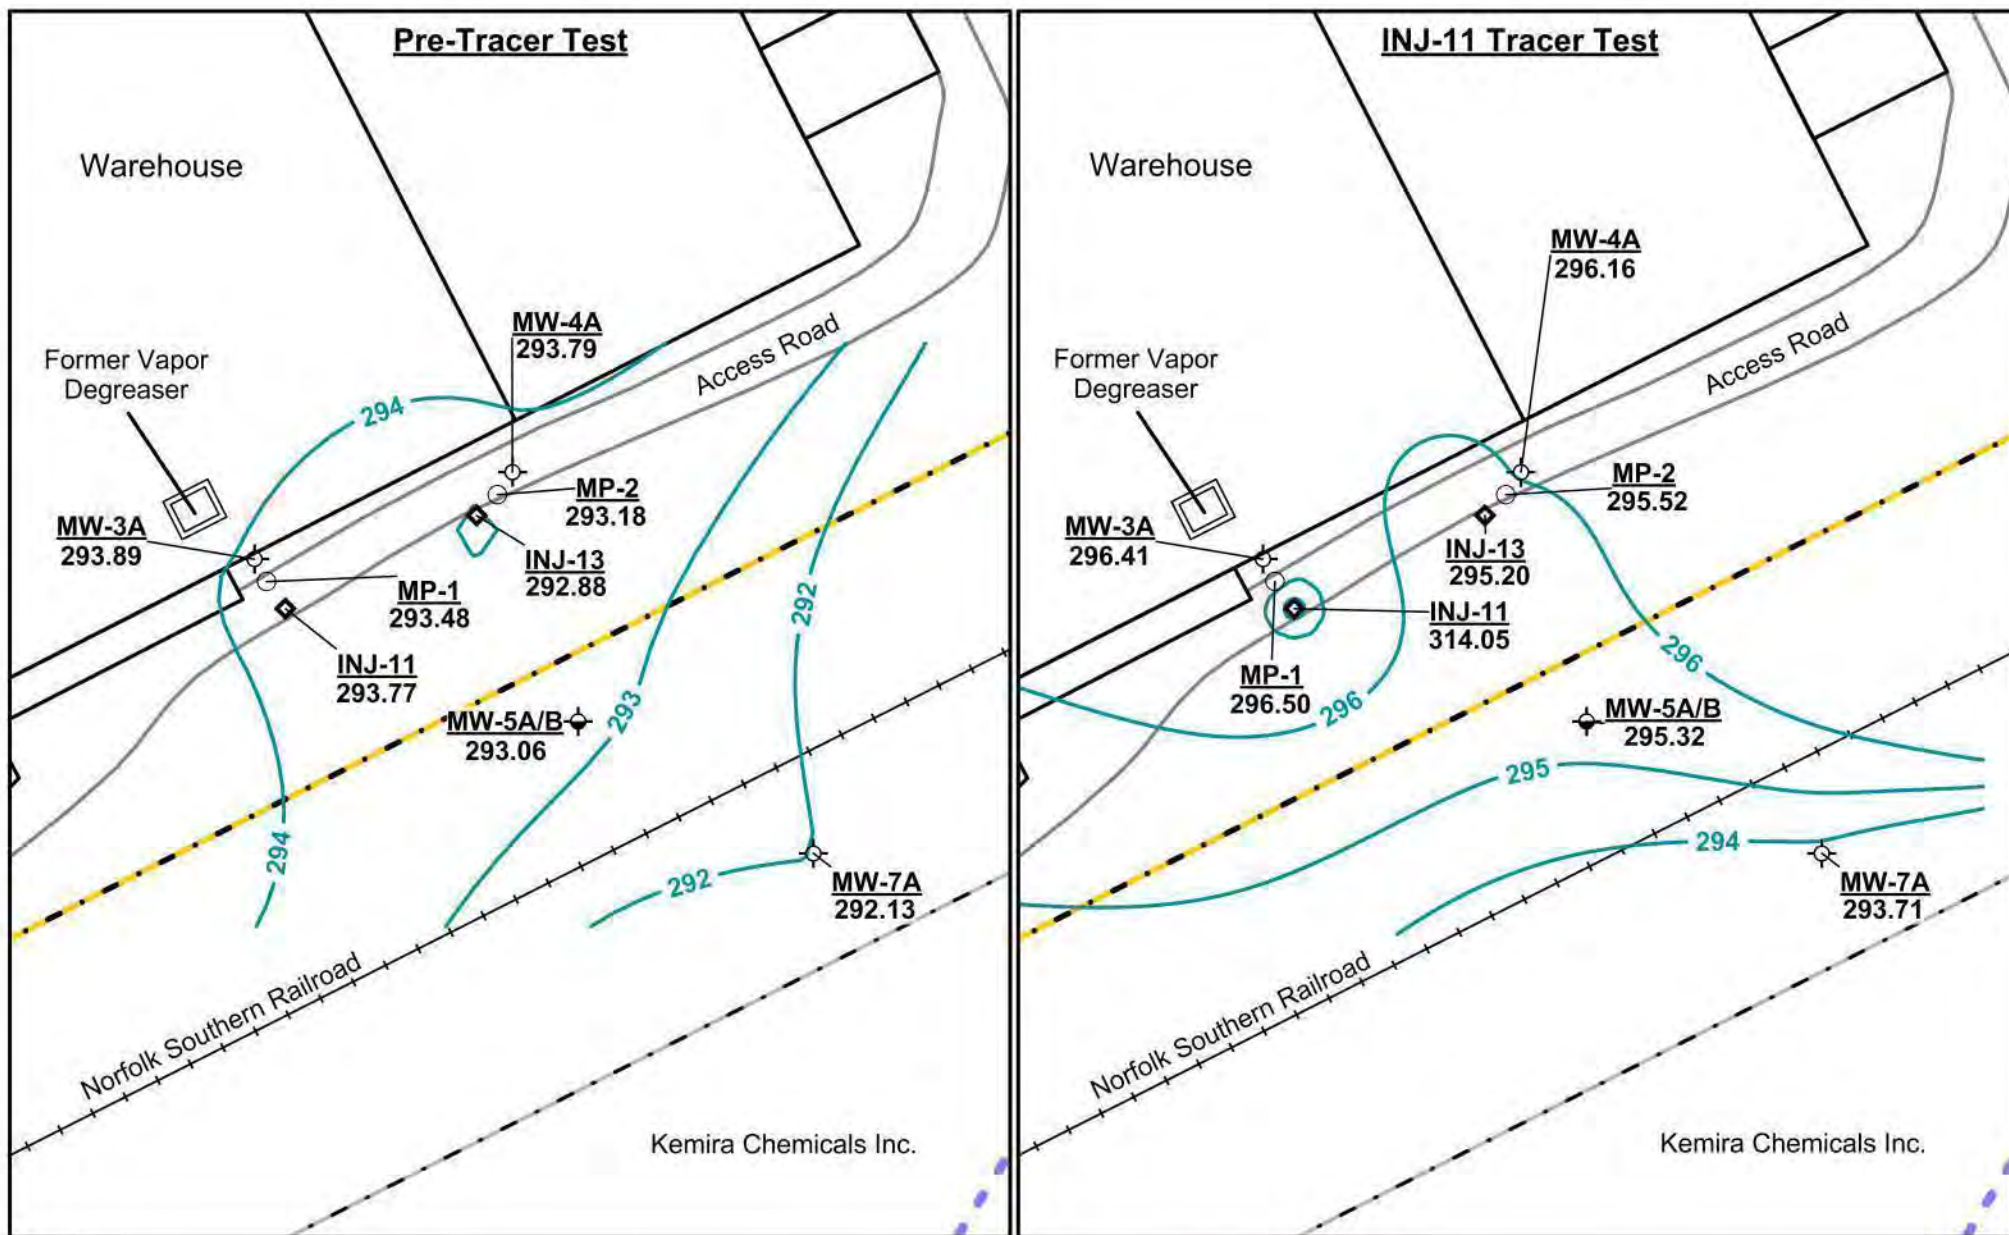 Pre-Tracer Test
Warehouse
MW-4A
293.79
Access Road
Former Vapor
Degreaser
294
MP-2
293.18
MW-3A
293.89
INJ-13
292.88
MP-1
293.48
292
INJ-11
293.77
293
MW-5A/B
293.06
294
292
MW-7A
292.13
Norfolk Southern Railroad
Kemira Chemicals Inc.
INJ-11 Tracer Test
Warehouse
MW-4A
296.16
Access Road
Former Vapor
Degreaser
MP-2
295.52
MW-3A
296.41
INJ-13
295.20
INJ-11
314.05
MP-1
296.50
296
296
MW-5A/B
295.32
295
294
MW-7A
293.71
Norfolk Southern Railroad
Kemira Chemicals Inc.